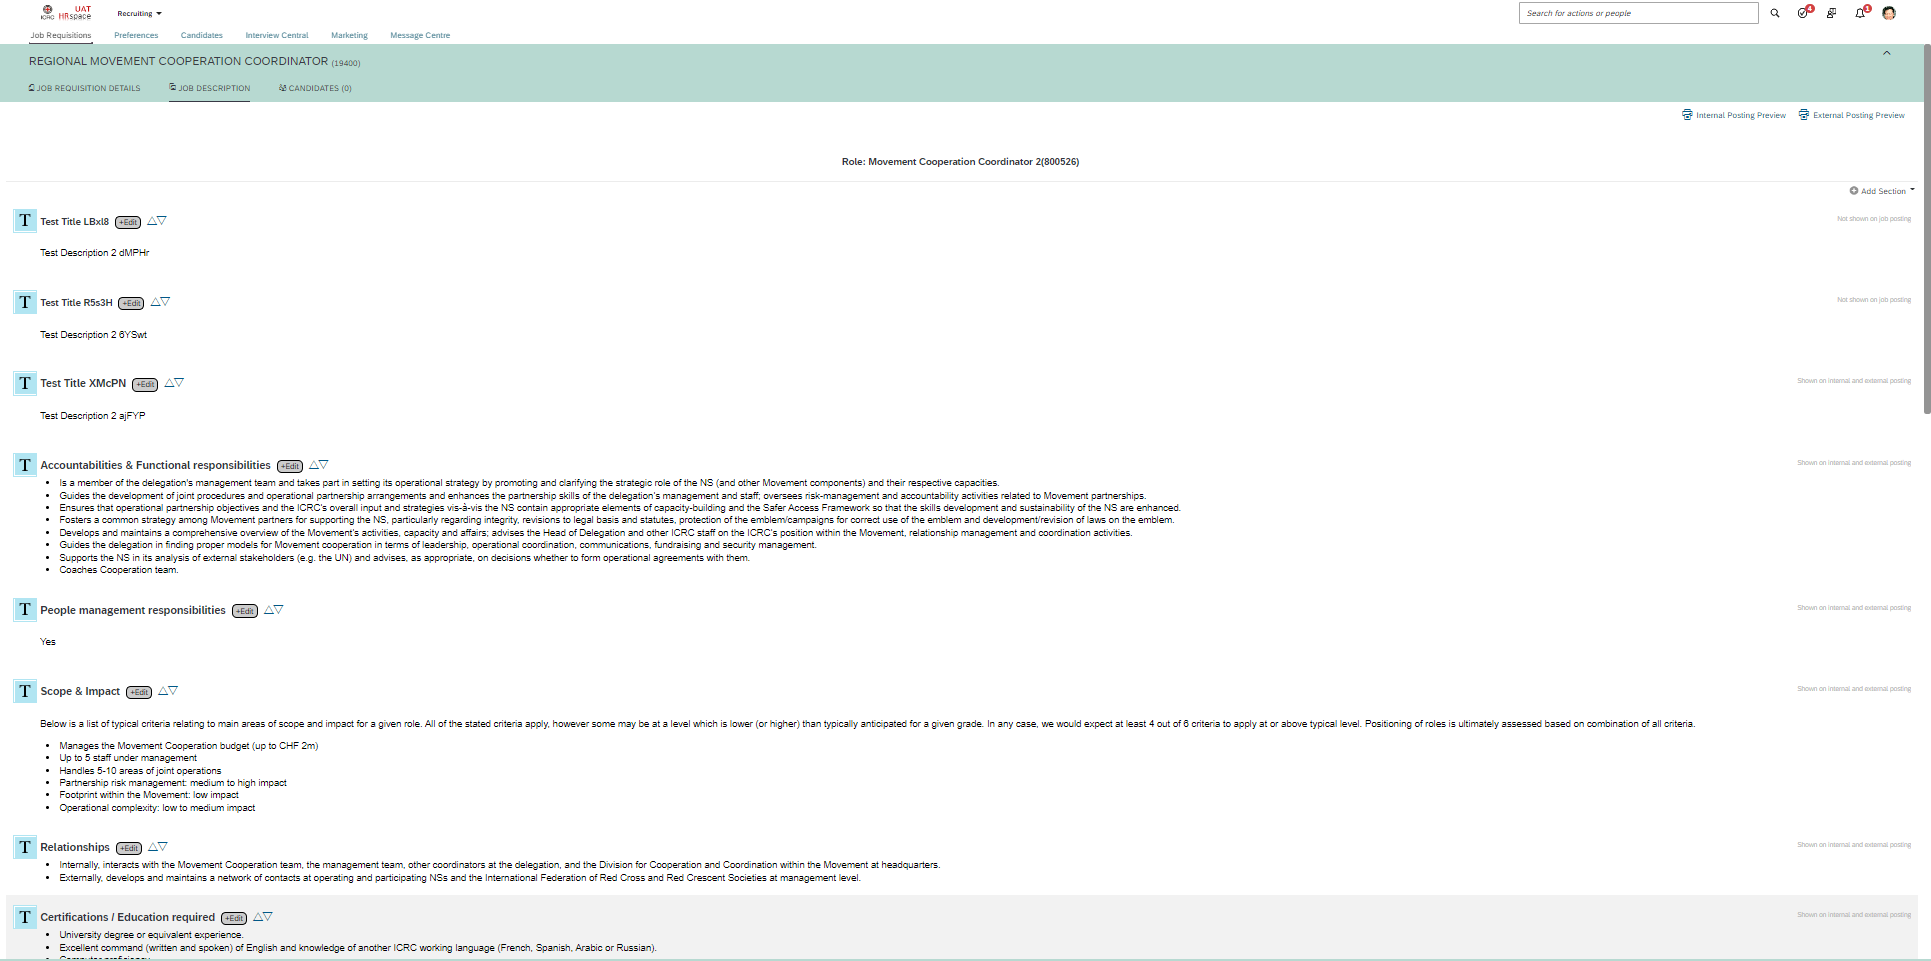 ICRC UAT HRspace Recruiting
Search for actions or people
4
1
Job Requisitions Preferences Candidates Interview Central Marketing Message Centre
REGIONAL MOVEMENT COOPERATION COORDINATOR (19400)
JOB REQUISITION DETAILS JOB DESCRIPTION CANDIDATES (0)
Internal Posting Preview External Posting Preview
Role: Movement Cooperation Coordinator 2(800526)
Add Section
T Test Title LBxl8 +Edit Not shown on job posting
Test Description 2 dMPHr
T Test Title R5s3H +Edit Not shown on job posting
Test Description 2 6YSwt
T Test Title XMcPN +Edit Shown on internal and external posting
Test Description 2 ajFYP
T Accountabilities & Functional responsibilities +Edit Shown on internal and external posting
• Is a member of the delegation's management team and takes part in setting its operational strategy by promoting and clarifying the strategic role of the NS (and other Movement components) and their respective capacities.
• Guides the development of joint procedures and operational partnership arrangements and enhances the partnership skills of the delegation's management and staff; oversees risk-management and accountability activities related to Movement partnerships.
• Ensures that operational partnership objectives and the ICRC's overall input and strategies vis-à-vis the NS contain appropriate elements of capacity-building and the Safer Access Framework so that the skills development and sustainability of the NS are enhanced.
• Fosters a common strategy among Movement partners for supporting the NS, particularly regarding integrity, revisions to legal basis and statutes, protection of the emblem/campaigns for correct use of the emblem and development/revision of laws on the emblem.
• Develops and maintains a comprehensive overview of the Movement's activities, capacity and affairs; advises the Head of Delegation and other ICRC staff on the ICRC's position within the Movement, relationship management and coordination activities.
• Guides the delegation in finding proper models for Movement cooperation in terms of leadership, operational coordination, communications, fundraising and security management.
• Supports the NS in its analysis of external stakeholders (e.g. the UN) and advises, as appropriate, on decisions whether to form operational agreements with them.
• Coaches Cooperation team.
T People management responsibilities +Edit Shown on internal and external posting
Yes
T Scope & Impact +Edit Shown on internal and external posting
Below is a list of typical criteria relating to main areas of scope and impact for a given role. All of the stated criteria apply, however some may be at a level which is lower (or higher) than typically anticipated for a given grade. In any case, we would expect at least 4 out of 6 criteria to apply at or above typical level. Positioning of roles is ultimately assessed based on combination of all criteria.
• Manages the Movement Cooperation budget (up to CHF 2m)
• Up to 5 staff under management
• Handles 5-10 areas of joint operations
• Partnership risk management: medium to high impact
• Footprint within the Movement: low impact
• Operational complexity: low to medium impact
T Relationships +Edit Shown on internal and external posting
• Internally, interacts with the Movement Cooperation team, the management team, other coordinators at the delegation, and the Division for Cooperation and Coordination within the Movement at headquarters.
• Externally, develops and maintains a network of contacts at operating and participating NSs and the International Federation of Red Cross and Red Crescent Societies at management level.
T Certifications / Education required +Edit Shown on internal and external posting
• University degree or equivalent experience.
• Excellent command (written and spoken) of English and knowledge of another ICRC working language (French, Spanish, Arabic or Russian).